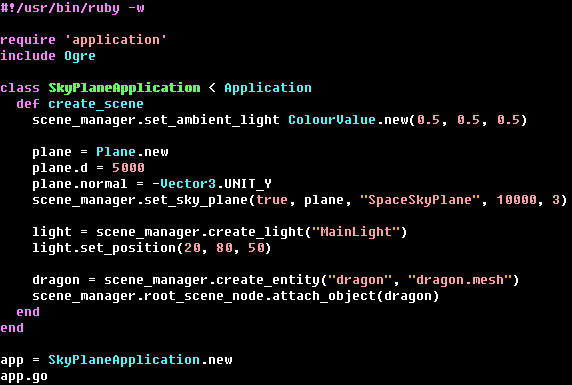 #!/usr/bin/ruby -w

require 'application'
include Ogre

class SkyPlaneApplication < Application
  def create_scene
    scene_manager.set_ambient_light ColourValue.new(0.5, 0.5, 0.5)

    plane = Plane.new
    plane.d = 5000
    plane.normal = -Vector3.UNIT_Y
    scene_manager.set_sky_plane(true, plane, "SpaceSkyPlane", 10000, 3)

    light = scene_manager.create_light("MainLight")
    light.set_position(20, 80, 50)

    dragon = scene_manager.create_entity("dragon", "dragon.mesh")
    scene_manager.root_scene_node.attach_object(dragon)
  end
end

app = SkyPlaneApplication.new
app.go